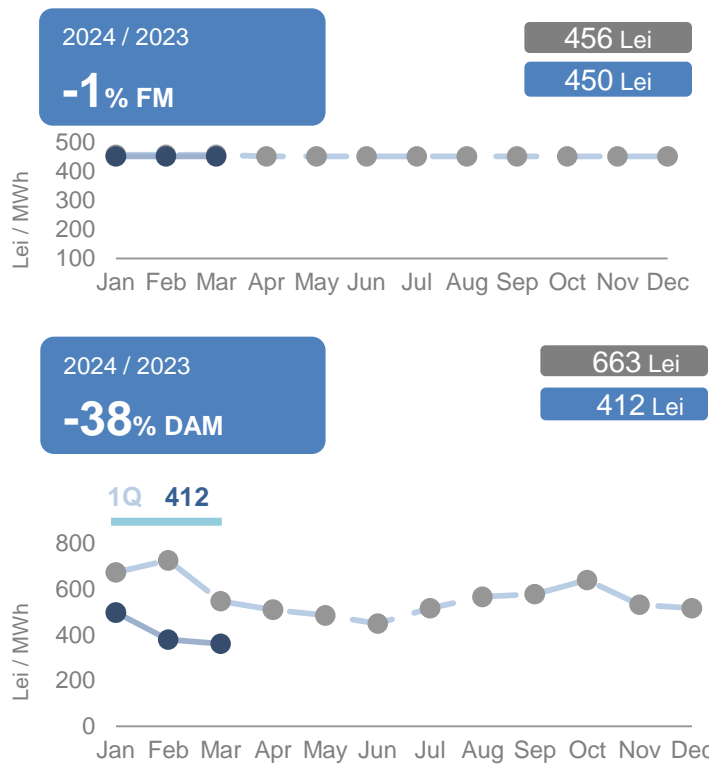 2024 / 2023
-1% FM
456 Lei
450 Lei
Lei / MWh
500
400
300
200
100
Jan Feb Mar Apr May Jun Jul Aug Sep Oct Nov Dec
2024 / 2023
-38% DAM
663 Lei
412 Lei
1Q 412
Lei / MWh
800
600
400
200
0
Jan Feb Mar Apr May Jun Jul Aug Sep Oct Nov Dec